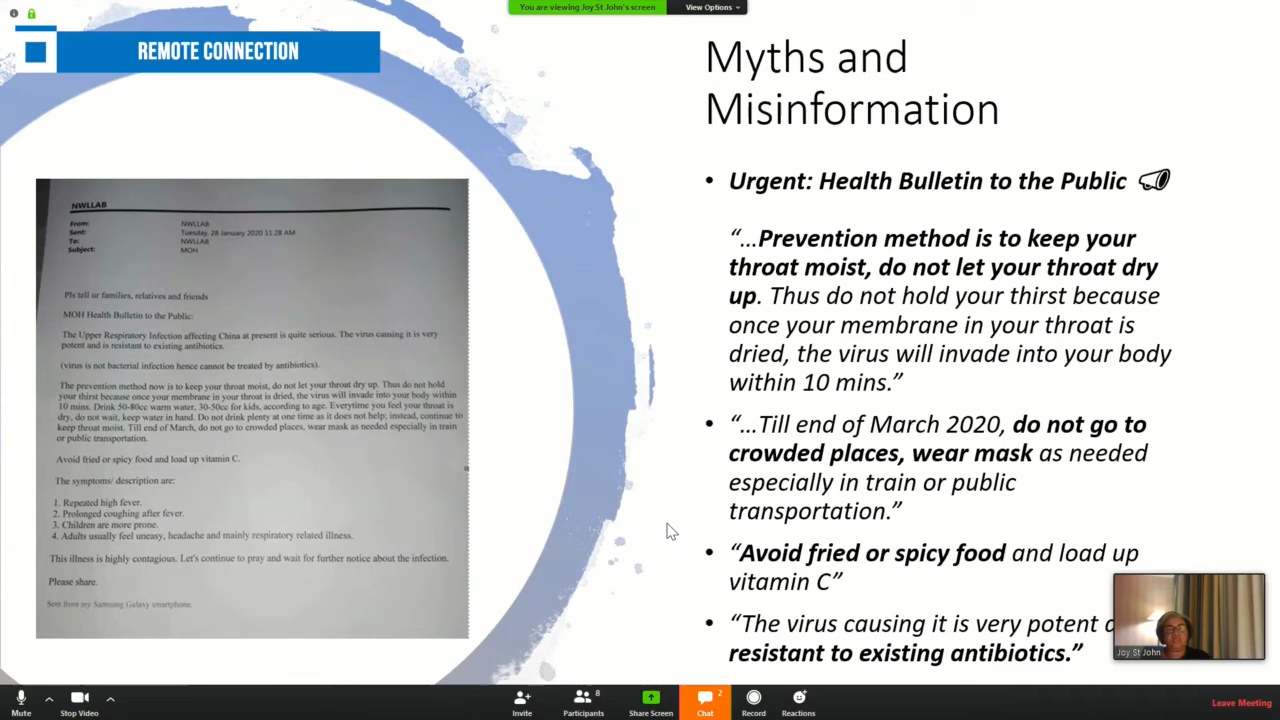 You are viewing Joy St John's screen
View Options
REMOTE CONNECTION
Myths and
Misinformation
• Urgent: Health Bulletin to the Public
“…Prevention method is to keep your
throat moist, do not let your throat dry
up. Thus do not hold your thirst because
once your membrane in your throat is
dried, the virus will invade into your body
within 10 mins.”
• “…Till end of March 2020, do not go to
crowded places, wear mask as needed
especially in train or public
transportation.”
• “Avoid fried or spicy food and load up
vitamin C”
• “The virus causing it is very potent
resistant to existing antibiotics.”
NWLLAB
From: NWLLAB
Sent: Tuesday, 28 January 2020 11:28 AM
To: NWLLAB
Subject: MOH
Pls tell ur families, relatives and friends
MOH Health Bulletin to the Public:
The Upper Respiratory Infection affecting China at present is quite serious. The virus causing it is very
potent and is resistant to existing antibiotics.
(virus is not bacterial infection hence cannot be treated by antibiotics).
The prevention method now is to keep your throat moist, do not let your throat dry up. Thus do not hold
your thirst because once your membrane in your throat is dried, the virus will invade into your body within
10 mins. Drink 50-80cc warm water, 30-50cc for kids, according to age. Everytime you feel your throat is
dry, do not wait, keep water in hand. Do not drink plenty at one time as it does not help; instead, continue to
keep throat moist. Till end of March, do not go to crowded places, wear mask as needed especially in train
or public transportation.
Avoid fried or spicy food and load up vitamin C.
The symptoms/ description are:
1. Repeated high fever.
2. Prolonged coughing after fever.
3. Children are more prone.
4. Adults usually feel uneasy, headache and mainly respiratory related illness.
This illness is highly contagious. Let's continue to pray and wait for further notice about the infection.
Please share.
Sent from my Samsung Galaxy smartphone.
Joy St John
Mute
Stop Video
Invite
Participants 8
Share Screen
Chat 2
Record
Reactions
Leave Meeting